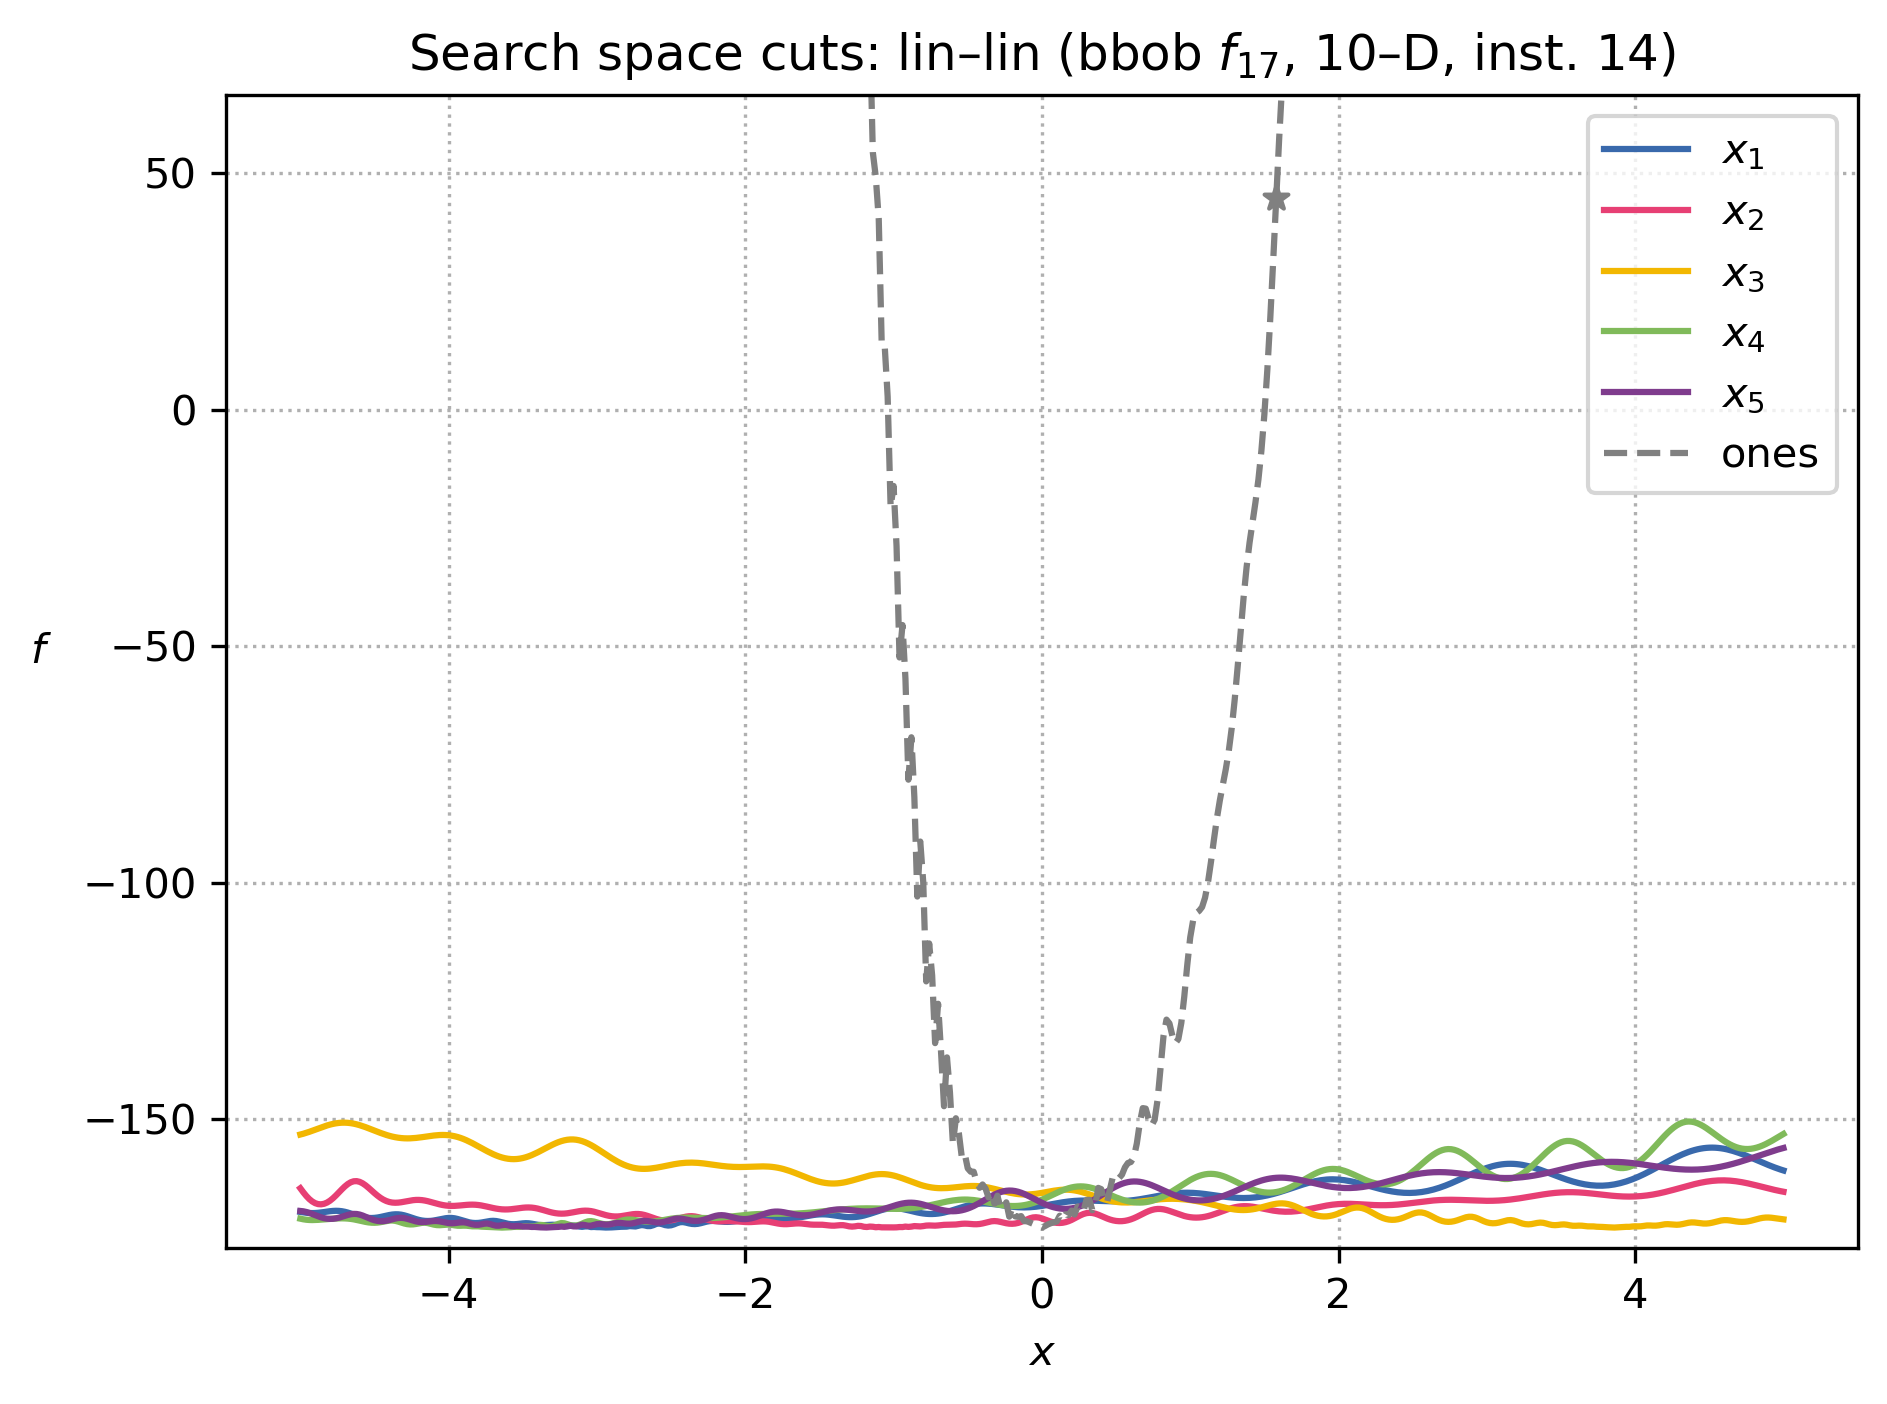 Search space cuts: lin–lin (bbob f₁₇, 10–D, inst. 14)
50
0
−50
−100
−150
f
−4
−2
0
2
4
x
x₁
x₂
x₃
x₄
x₅
ones